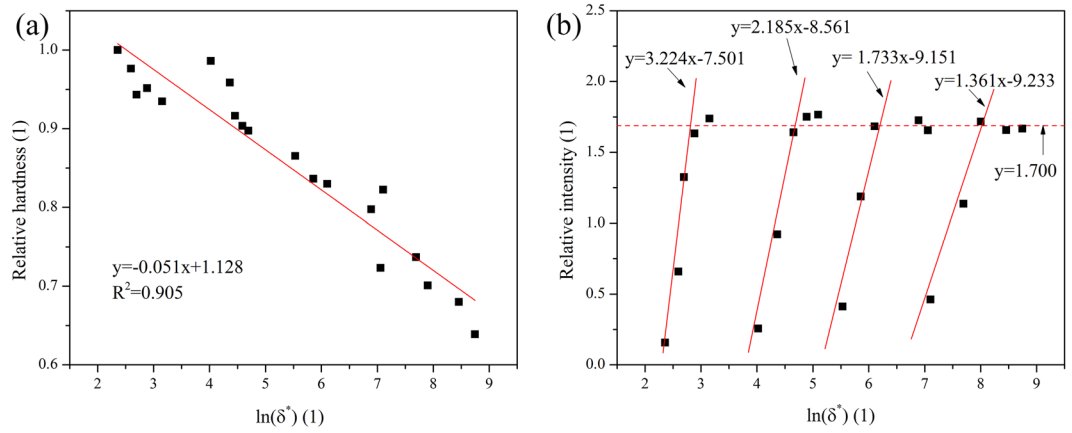 (a)
Relative hardness (1)
1.0
0.9
0.8
0.7
0.6
y=-0.051x+1.128
R²=0.905
2 3 4 5 6 7 8 9
ln(δ*) (1)
(b)
Relative intensity (1)
2.5
2.0
1.5
1.0
0.5
0.0
y=3.224x-7.501
y=2.185x-8.561
y= 1.733x-9.151
y=1.361x-9.233
y=1.700
2 3 4 5 6 7 8 9
ln(δ*) (1)